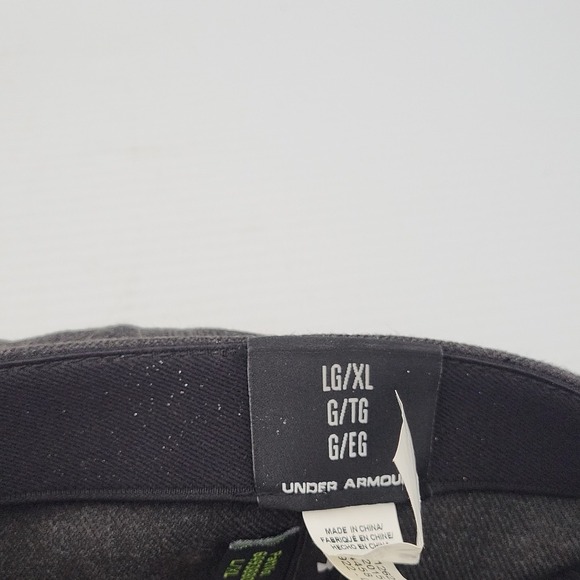 LG/XL
G/TG
G/EG
UNDER ARMOU
MADE IN CHINA/
FABRIQUÉ EN CHINE/
HECHO EN CHINA